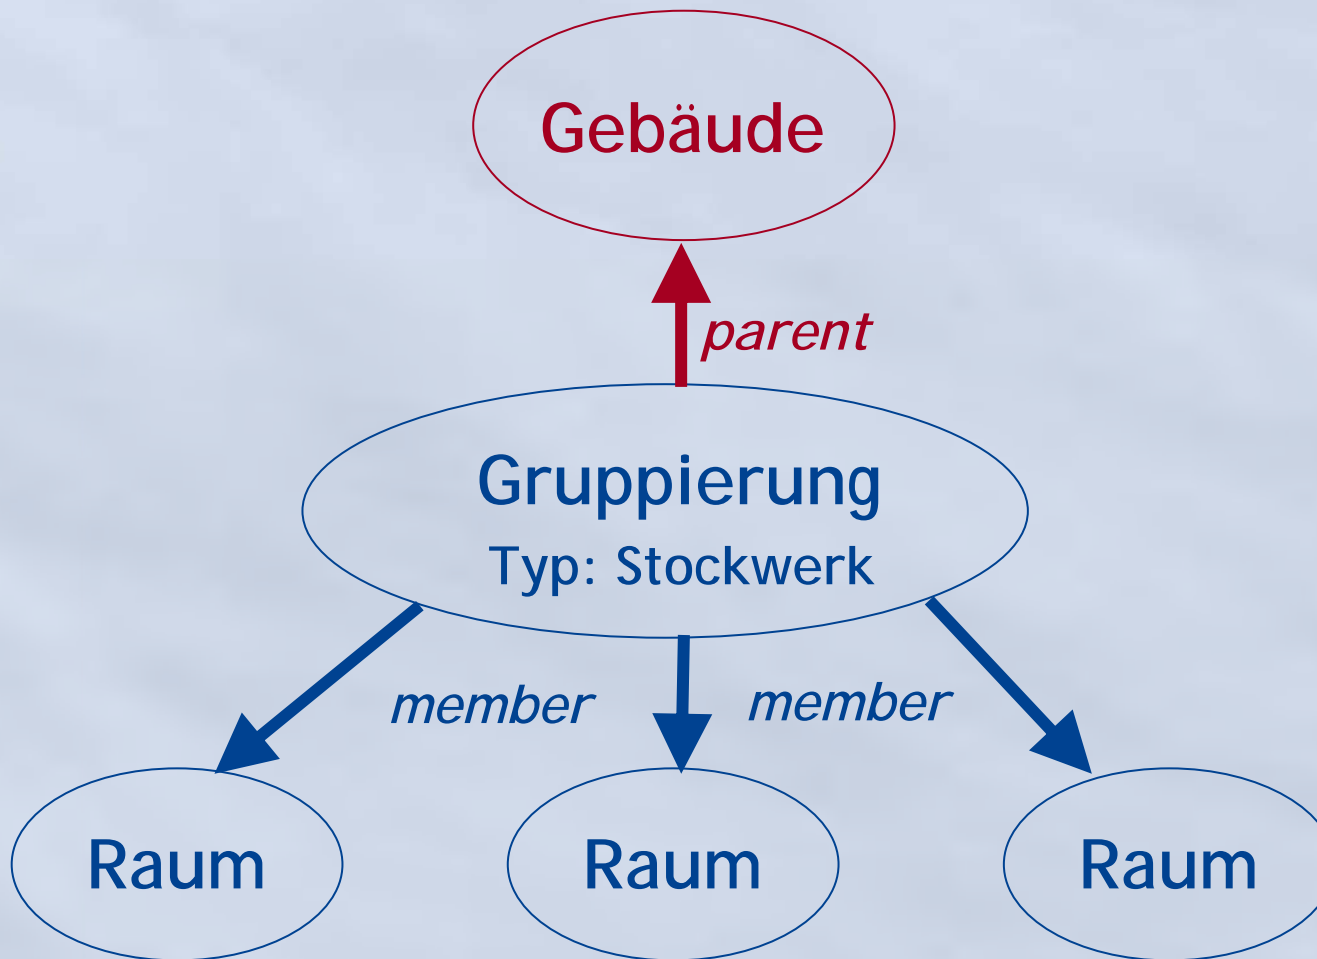 Gebäude
parent
Gruppierung
Typ: Stockwerk
member member
Raum Raum Raum